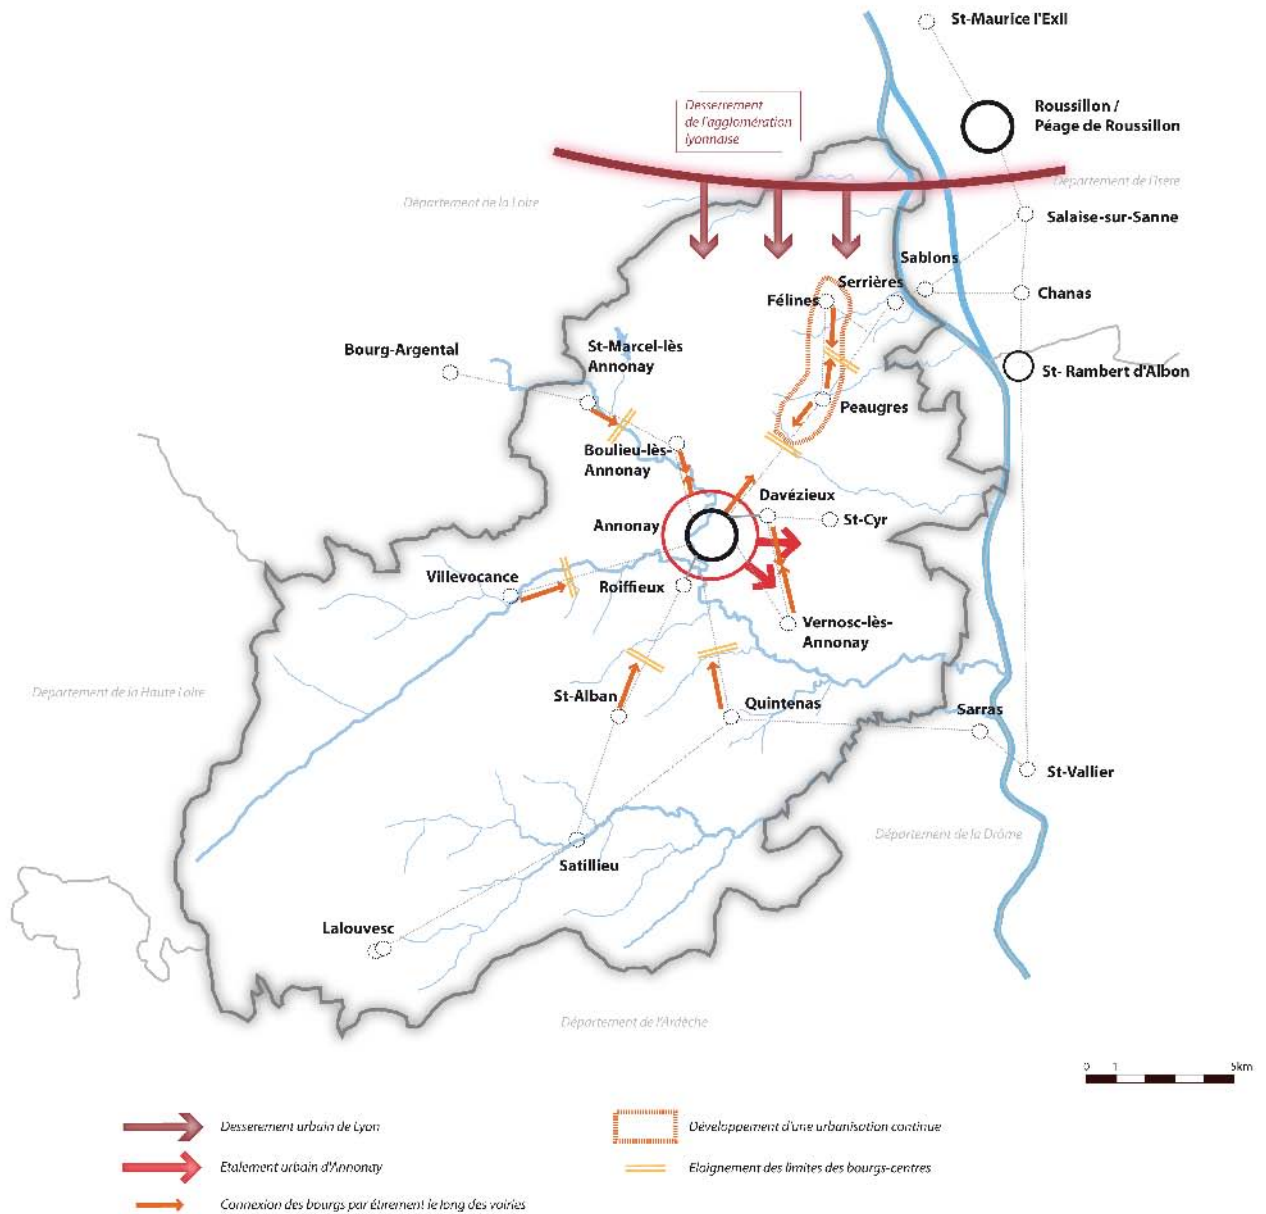 St-Maurice l'Exil
Roussillon /
Péage de Roussillon
Desserrement
de l'agglomération
lyonnaise
Département de l'Isère
Département de la Loire
Salaise-sur-Sanne
Sablons
Serrières
Félines
Chanas
Bourg-Argental
St-Marcel-lès
Annonay
St- Rambert d'Albon
Peaugres
Boulieu-lès-
Annonay
Davézieux
Annonay
St-Cyr
Villevocance
Roiffieux
Vernosc-lès-
Annonay
Département de la Haute Loire
St-Alban
Quintenas
Sarras
St-Vallier
Département de la Drôme
Satillieu
Lalouvesc
Département de l'Ardèche
0 1 5km
Desserement urbain de Lyon
Développement d'une urbanisation continue
Etalement urbain d'Annonay
Eloignement des limites des bourgs-centres
Connexion des bourgs par étirement le long des voiries